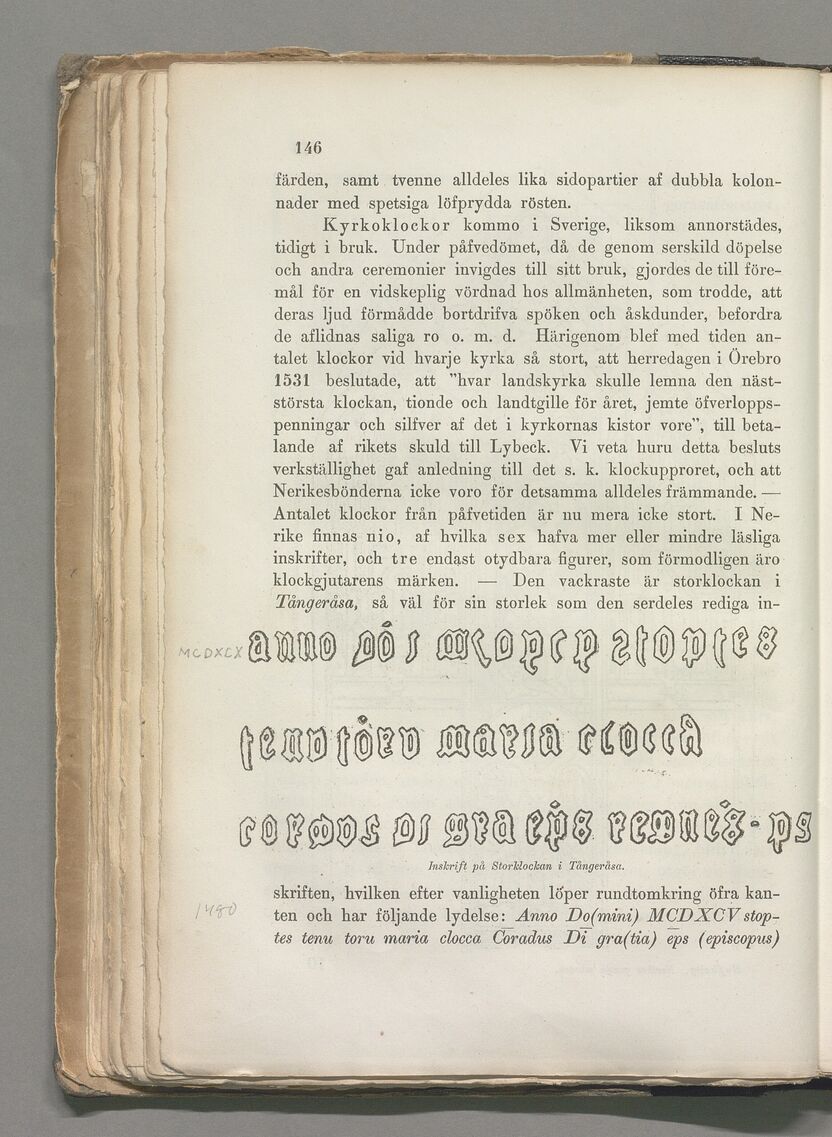 146
färden, samt tvenne alldeles lika sidopartier af dubbla kolon-
nader med spetsiga löfprydda rösten.
Kyrkoklockor kommo i Sverige, liksom annorstädes,
tidigt i bruk. Under påfvedömet, då de genom serskild döpelse
och andra ceremonier invigdes till sitt bruk, gjordes de till före-
mål för en vidskeplig vördnad hos allmänheten, som trodde, att
deras ljud förmådde bortdrifva spöken och åskdunder, befordra
de aflidnas saliga ro o. m. d. Härigenom blef med tiden an-
talet klockor vid hvarje kyrka så stort, att herredagen i Örebro
1531 beslutade, att ”hvar landskyrka skulle lemna den näst-
största klockan, tionde och landtgille för året, jemte öfverlopps-
penningar och silfver af det i kyrkornas kistor vore”, till beta-
lande af rikets skuld till Lybeck. Vi veta huru detta besluts
verkställighet gaf anledning till det s. k. klockupproret, och att
Nerikesbönderna icke voro för detsamma alldeles främmande. —
Antalet klockor från påfvetiden är nu mera icke stort. I Ne-
rike finnas nio, af hvilka sex hafva mer eller mindre läsliga
inskrifter, och tre endast otydbara figurer, som förmodligen äro
klockgjutarens märken. — Den vackraste är storklockan i
Tångeråsa, så väl för sin storlek som den serdeles rediga in-
anno
maria clocca
gra eps
Inskrift på Storklockan i Tångeråsa.
skriften, hvilken efter vanligheten löper rundtomkring öfra kan-
1480
ten och har följande lydelse: Anno Do(mini) MCDXCV stop-
tes tenu toru maria clocca Coradus Di gra(tia) eps (episcopus)